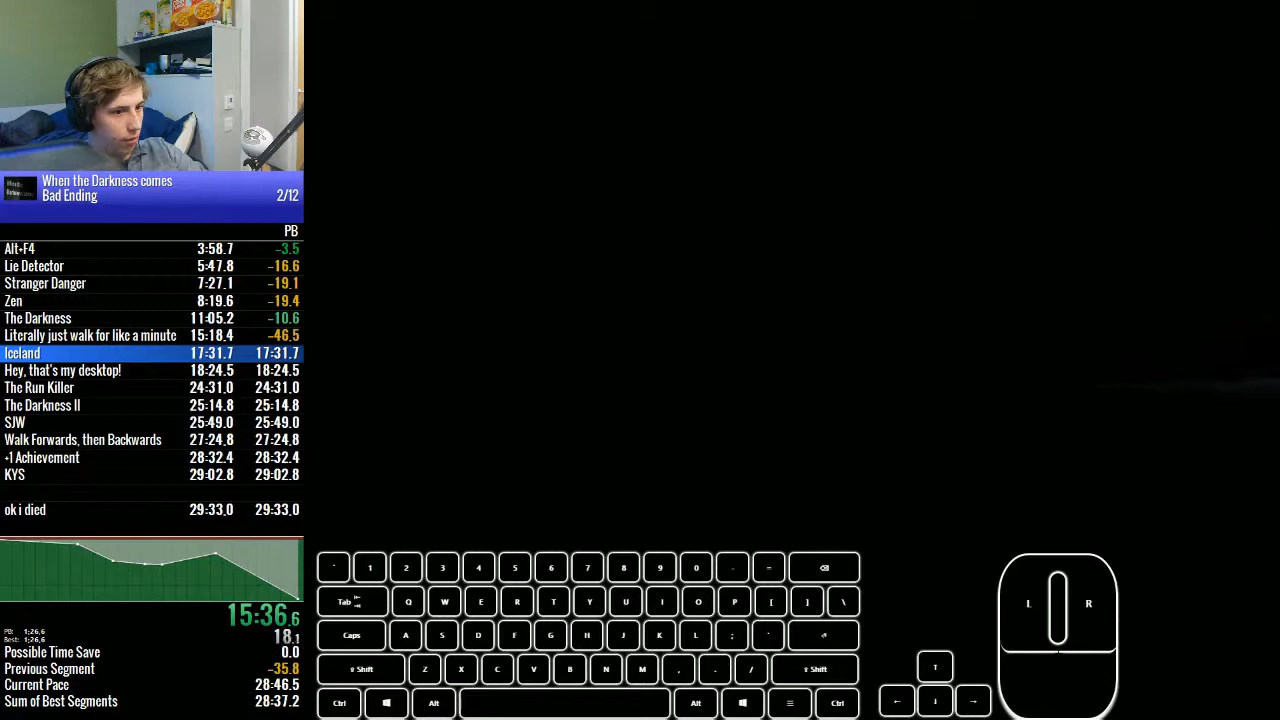 When the Darkness comes
Bad Ending 2/12
PB
Alt+F4 3:58.7 -3.5
Lie Detector 5:47.8 -16.6
Stranger Danger 7:27.1 -19.1
Zen 8:19.6 -19.4
The Darkness 11:05.2 -10.6
Literally just walk for like a minute 15:18.4 -46.5
Iceland 17:31.7 17:31.7
Hey, that's my desktop! 18:24.5 18:24.5
The Run Killer 24:31.0 24:31.0
The Darkness II 25:14.8 25:14.8
SJW 25:49.0 25:49.0
Walk Forwards, then Backwards 27:24.8 27:24.8
+1 Achievement 28:32.4 28:32.4
KYS 29:02.8 29:02.8
ok i died 29:33.0 29:33.0
15:36.6
PB: 1:26,6
Best: 1:26,6
18.1
Possible Time Save 0.0
Previous Segment -35.8
Current Pace 28:46.5
Sum of Best Segments 28:37.2
` 1 2 3 4 5 6 7 8 9 0 - =
Tab Q W E R T Y U I O P [ ] \
Caps A S D F G H J K L ; '
Shift Z X C V B N M , . / Shift
Ctrl Alt Alt Ctrl
L R